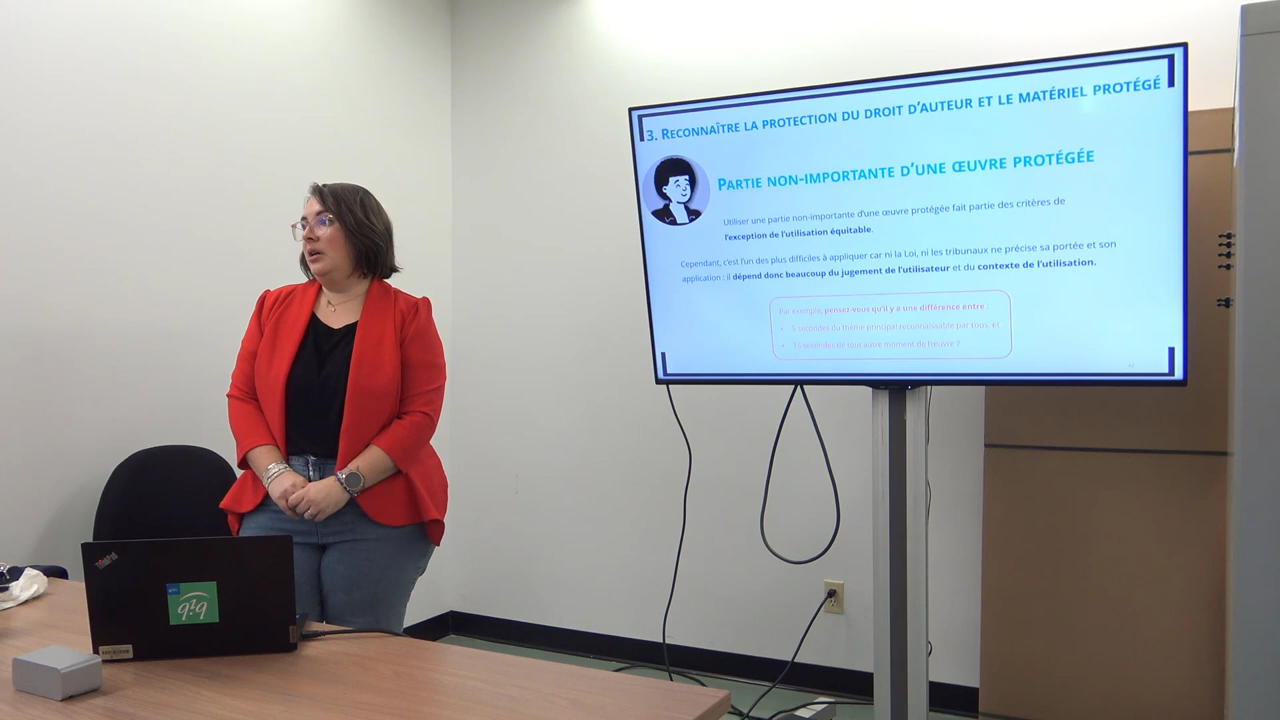 3. Reconnaître la protection du droit d'auteur et le matériel protégé
Partie non-importante d'une œuvre protégée
Utiliser une partie non-importante d'une œuvre protégée fait partie des critères de
l'exception de l'utilisation équitable.
Cependant, c'est l'un des plus difficiles à appliquer car ni la Loi, ni les tribunaux ne précise sa portée et son
application : il dépend donc beaucoup du jugement de l'utilisateur et du contexte de l'utilisation.
Par exemple, pensez-vous qu'il y a une différence entre :
• 5 secondes du thème principal reconnaissable par tous, et
• 15 secondes de tout autre moment de l'œuvre ?
ThinkPad
bib